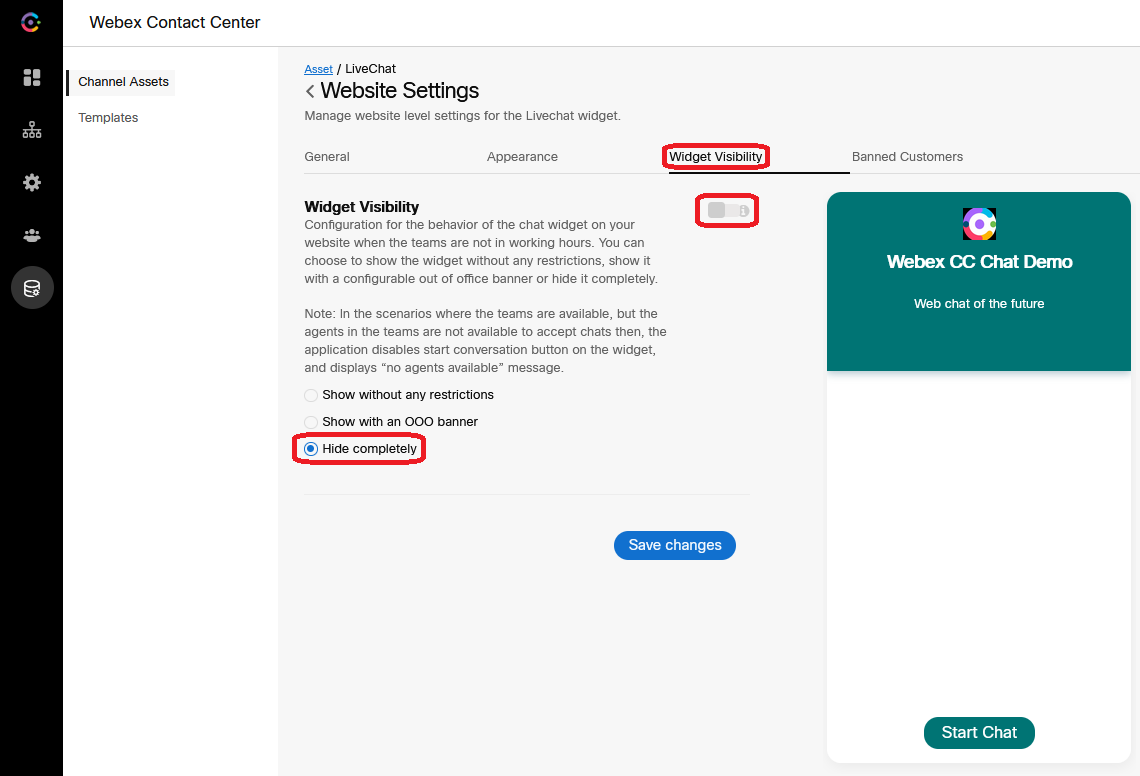 Webex Contact Center
Channel Assets
Templates
Asset / LiveChat
Website Settings
Manage website level settings for the Livechat widget.
General
Appearance
Widget Visibility
Banned Customers
Widget Visibility
Configuration for the behavior of the chat widget on your
website when the teams are not in working hours. You can
choose to show the widget without any restrictions, show it
with a configurable out of office banner or hide it completely.
Note: In the scenarios where the teams are available, but the
agents in the teams are not available to accept chats then, the
application disables start conversation button on the widget,
and displays “no agents available” message.
Show without any restrictions
Show with an OOO banner
Hide completely
Save changes
Webex CC Chat Demo
Web chat of the future
Start Chat